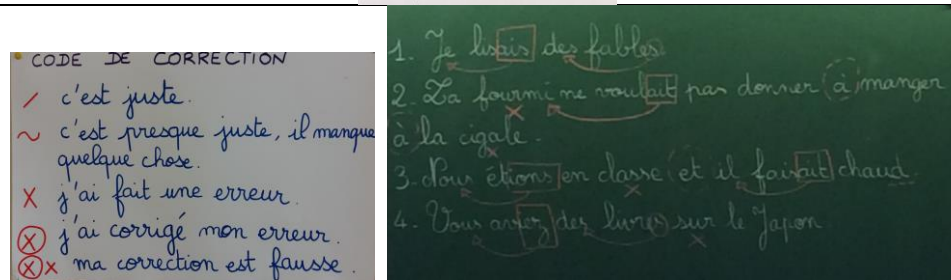 CODE DE CORRECTION
/ c'est juste.
~ c'est presque juste, il manque
quelque chose.
X j'ai fait une erreur.
Ⓧ j'ai corrigé mon erreur.
Ⓧ x ma correction est fausse.
1. Je lisais des fables.
2. La fourmi ne voulait pas donner à manger
à la cigale.
3. Nous étions en classe et il faisait chaud.
4. Vous des livres sur le Japon